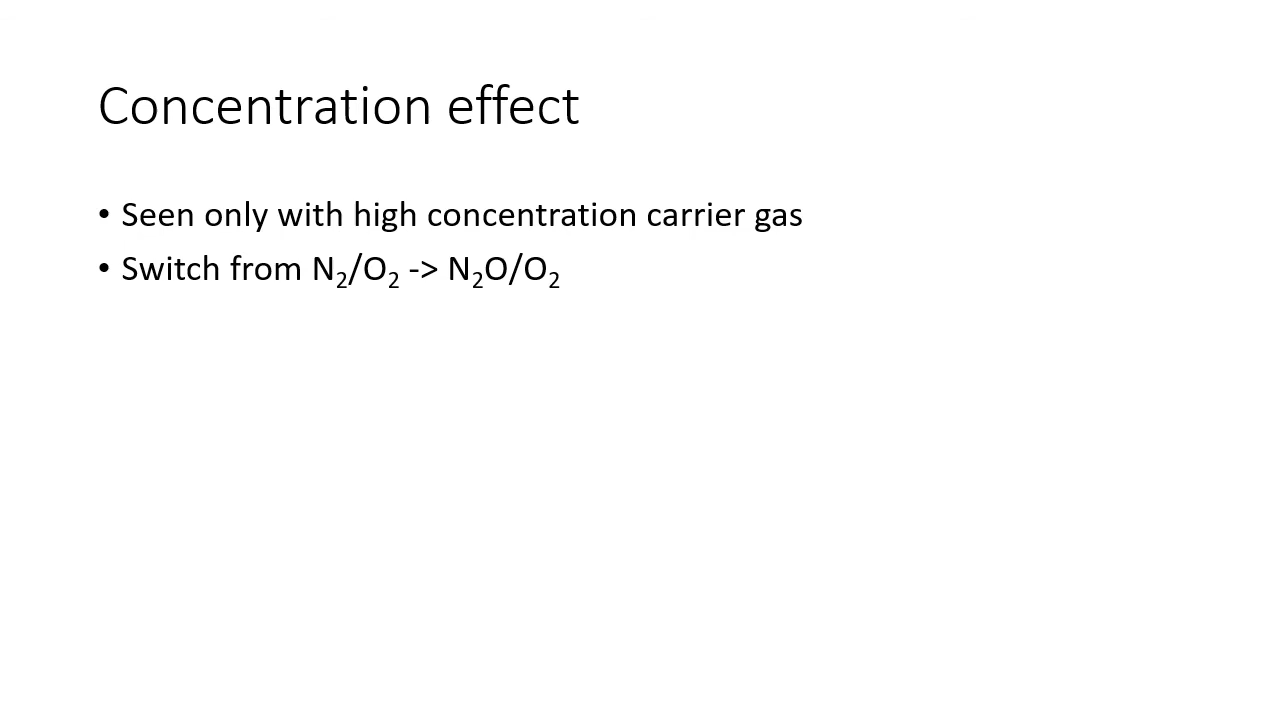 Concentration effect
• Seen only with high concentration carrier gas
• Switch from N₂/O₂ -> N₂O/O₂